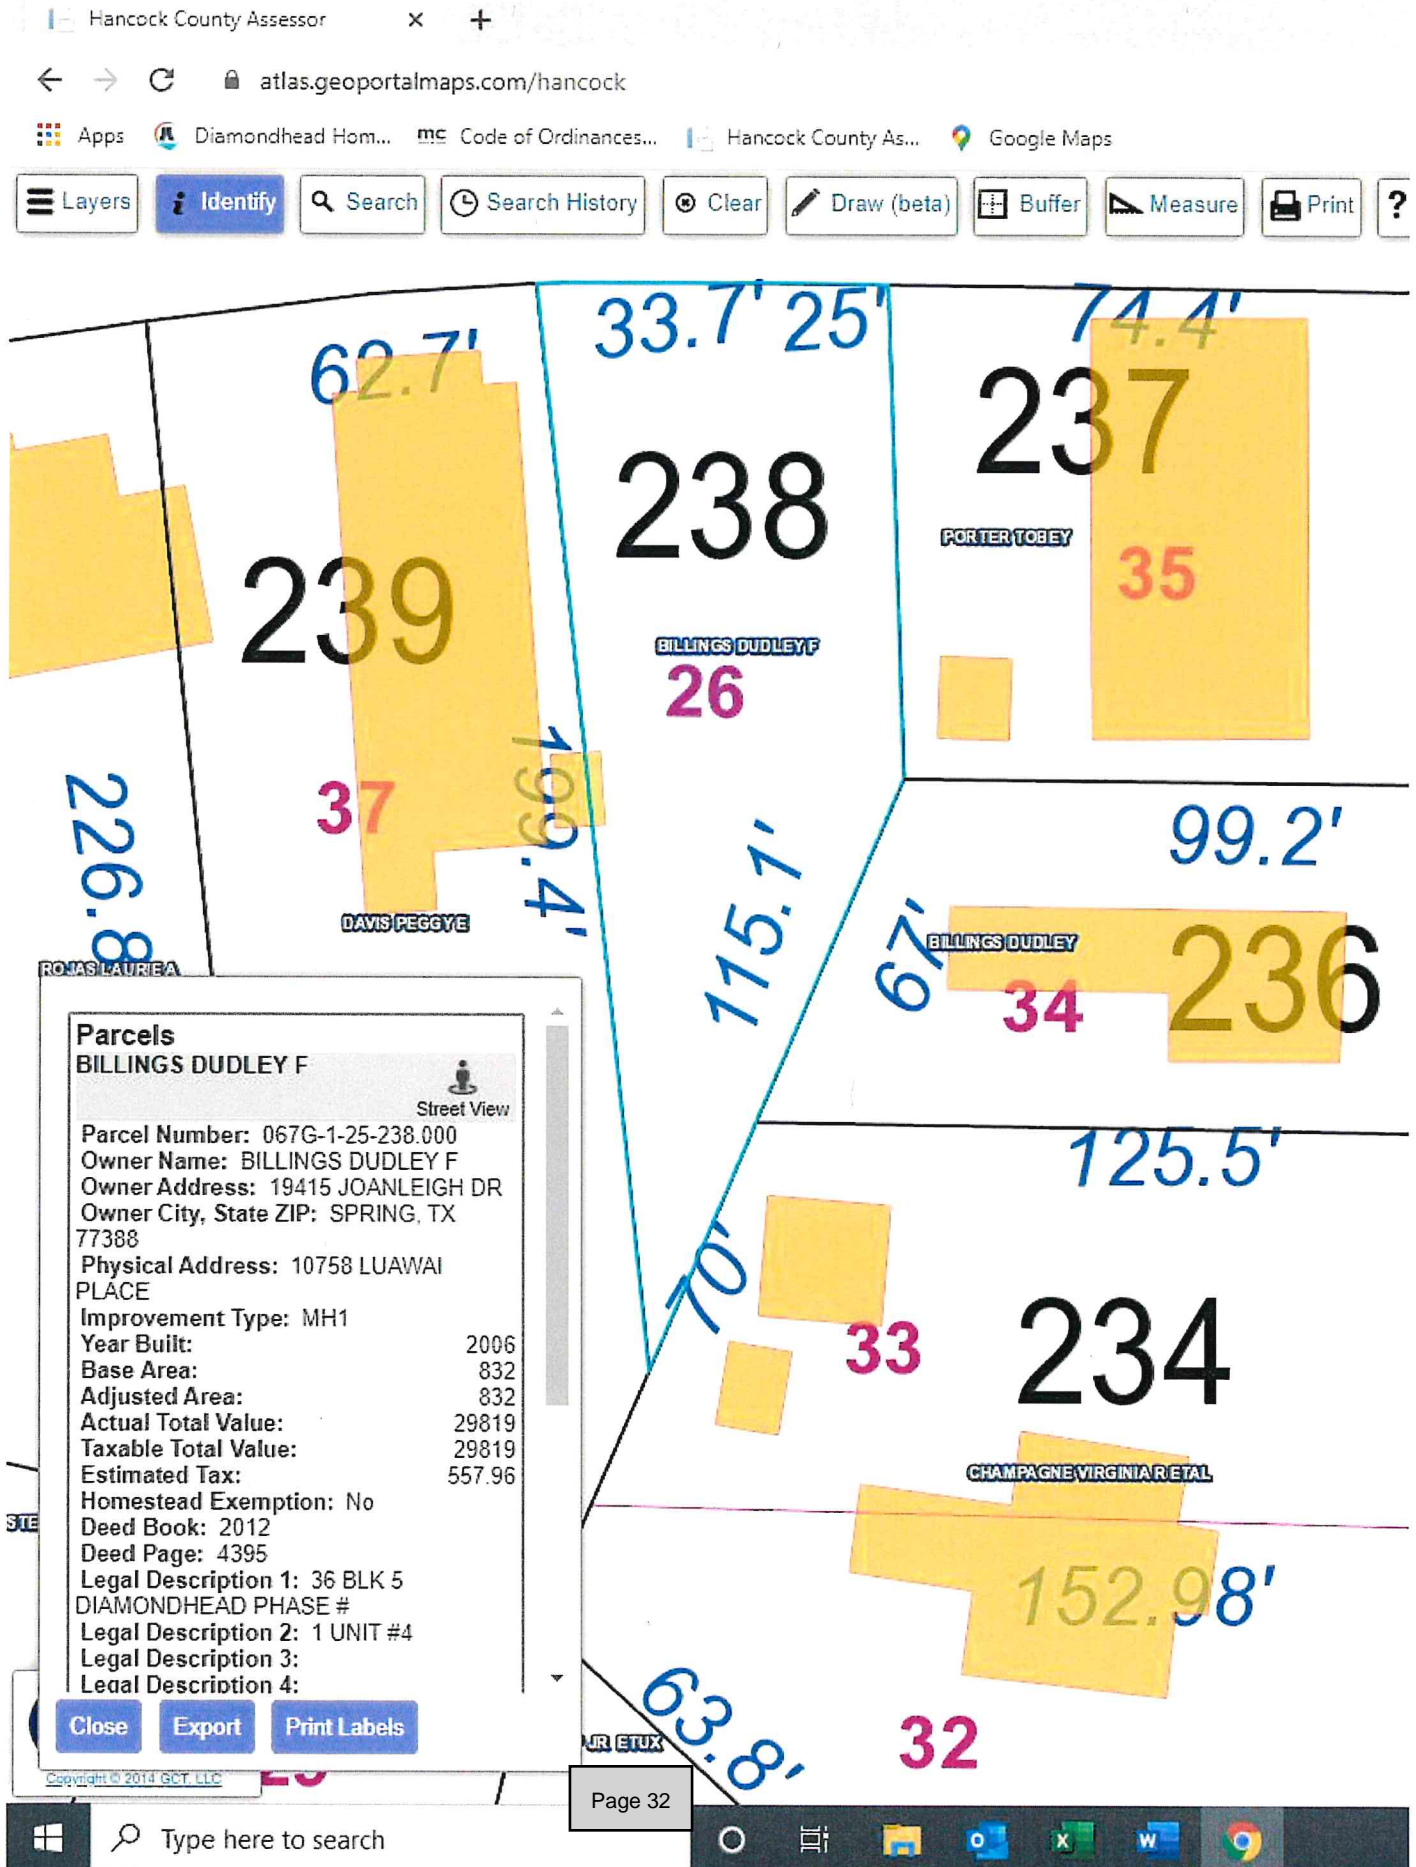 Hancock County Assessor × +
atlas.geoportalmaps.com/hancock
Apps Diamondhead Hom... mc Code of Ordinances... Hancock County As... Google Maps
Layers Identify Search Search History Clear Draw (beta) Buffer Measure Print ?
33.7' 25' 74.4'
62.7'
237
238
PORTER TOBEY
35
239
BILLINGS DUDLEY F
26
199.4'
37
226.8
99.2'
115.1'
67'
DAVIS PEGGY E
BILLINGS DUDLEY
236
34
ROJAS LAURIE A
Parcels
BILLINGS DUDLEY F
Street View
Parcel Number: 067G-1-25-238.000
Owner Name: BILLINGS DUDLEY F
Owner Address: 19415 JOANLEIGH DR
Owner City, State ZIP: SPRING, TX
77388
Physical Address: 10758 LUAWAI
PLACE
Improvement Type: MH1
Year Built: 2006
Base Area: 832
Adjusted Area: 832
Actual Total Value: 29819
Taxable Total Value: 29819
Estimated Tax: 557.96
Homestead Exemption: No
Deed Book: 2012
Deed Page: 4395
Legal Description 1: 36 BLK 5
DIAMONDHEAD PHASE #
Legal Description 2: 1 UNIT #4
Legal Description 3:
Legal Description 4:
Close Export Print Labels
125.5'
70'
33
234
CHAMPAGNE VIRGINIA R ETAL
152.98'
63.8'
32
JR ETUX
STE
Copyright © 2014 GCT, LLC
Page 32
Type here to search